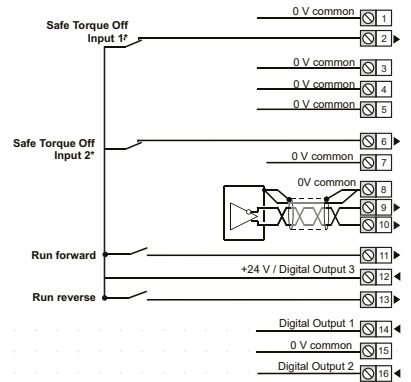 0 V common 1
Safe Torque Off
Input 1* 2
0 V common 3
0 V common 4
0 V common 5
Safe Torque Off
Input 2* 6
0 V common 7
0V common 8
9
10
Run forward 11
+24 V / Digital Output 3 12
Run reverse 13
Digital Output 1 14
0 V common 15
Digital Output 2 16